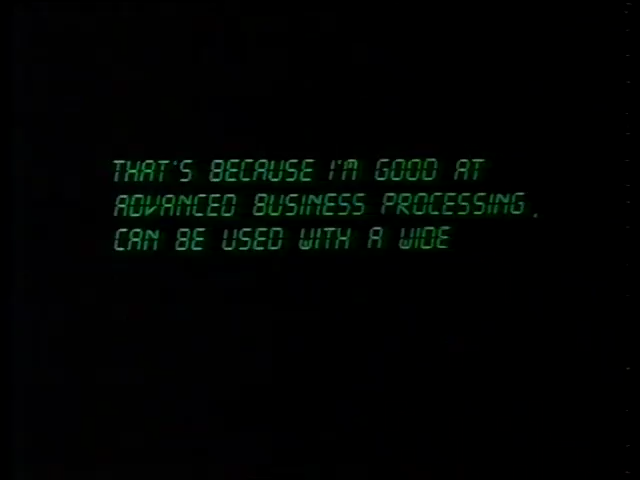 THAT'S BECAUSE I'M GOOD AT
ADVANCED BUSINESS PROCESSING,
CAN BE USED WITH A WIDE